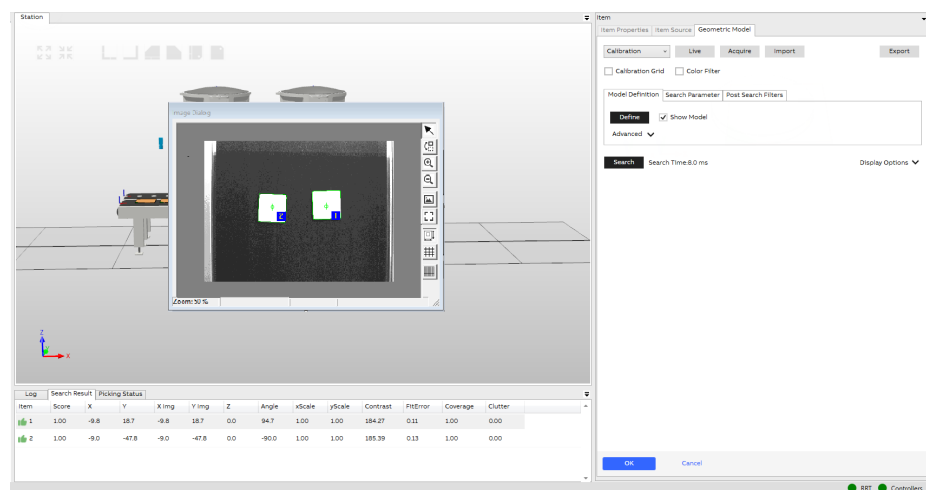 Station
Item
Item Properties Item Source Geometric Model
Calibration Live Acquire Import Export
Calibration Grid Color Filter
Model Definition Search Parameter Post Search Filters
Define Show Model
Advanced
Search Search Time:8.0 ms Display Options
Image Dialog
2 1
Zoom: 50 %
Z
X
Log Search Result Picking Status
Item Score X Y X Img Y Img Z Angle xScale yScale Contrast FitError Coverage Clutter
1 1.00 -9.8 18.7 -9.8 18.7 0.0 94.7 1.00 1.00 184.27 0.11 1.00 0.00
2 1.00 -9.0 -47.8 -9.0 -47.8 0.0 -90.0 1.00 1.00 185.39 0.13 1.00 0.00
OK Cancel
RRT Controllers